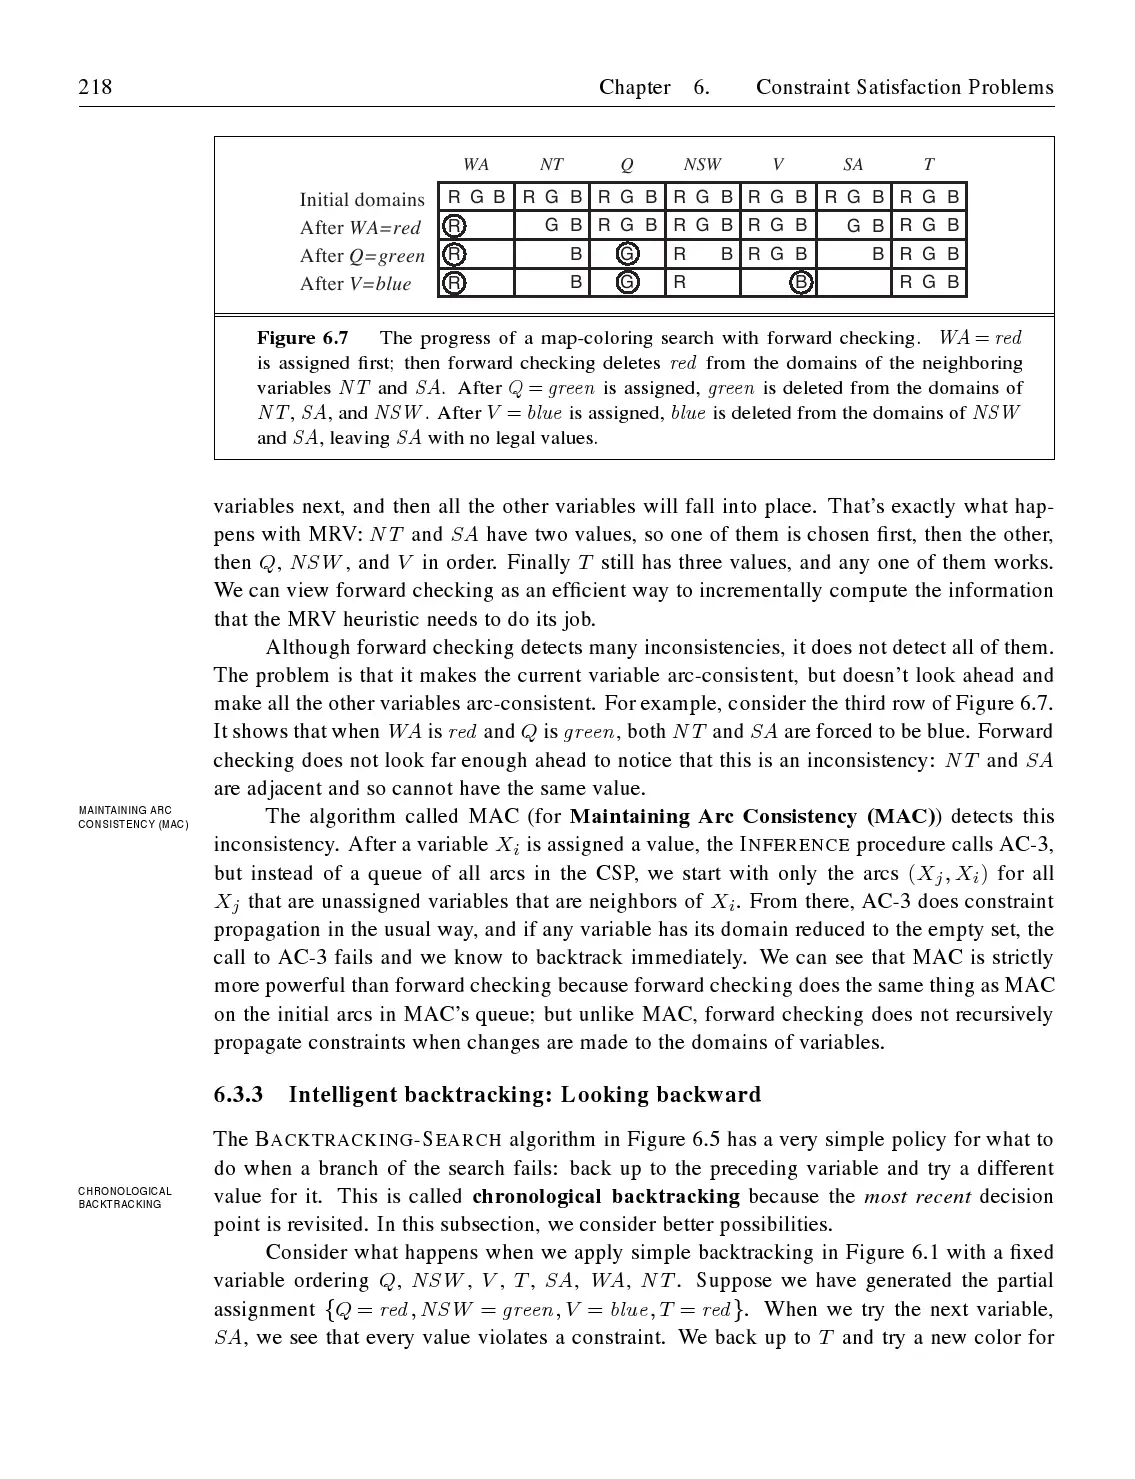 218 Chapter 6. Constraint Satisfaction Problems
WA NT Q NSW V SA T
Initial domains R G B R G B R G B R G B R G B R G B R G B
After WA=red R G B R G B R G B R G B G B R G B
After Q=green R B G R B R G B B R G B
After V=blue R B G R B R G B
Figure 6.7 The progress of a map-coloring search with forward checking. WA = red
is assigned first; then forward checking deletes red from the domains of the neighboring
variables NT and SA. After Q = green is assigned, green is deleted from the domains of
NT, SA, and NSW. After V = blue is assigned, blue is deleted from the domains of NSW
and SA, leaving SA with no legal values.
variables next, and then all the other variables will fall into place. That's exactly what hap-
pens with MRV: NT and SA have two values, so one of them is chosen first, then the other,
then Q, NSW, and V in order. Finally T still has three values, and any one of them works.
We can view forward checking as an efficient way to incrementally compute the information
that the MRV heuristic needs to do its job.
Although forward checking detects many inconsistencies, it does not detect all of them.
The problem is that it makes the current variable arc-consistent, but doesn't look ahead and
make all the other variables arc-consistent. For example, consider the third row of Figure 6.7.
It shows that when WA is red and Q is green, both NT and SA are forced to be blue. Forward
checking does not look far enough ahead to notice that this is an inconsistency: NT and SA
are adjacent and so cannot have the same value.
MAINTAINING ARC
CONSISTENCY (MAC)
The algorithm called MAC (for Maintaining Arc Consistency (MAC)) detects this
inconsistency. After a variable Xi is assigned a value, the INFERENCE procedure calls AC-3,
but instead of a queue of all arcs in the CSP, we start with only the arcs (Xj, Xi) for all
Xj that are unassigned variables that are neighbors of Xi. From there, AC-3 does constraint
propagation in the usual way, and if any variable has its domain reduced to the empty set, the
call to AC-3 fails and we know to backtrack immediately. We can see that MAC is strictly
more powerful than forward checking because forward checking does the same thing as MAC
on the initial arcs in MAC's queue; but unlike MAC, forward checking does not recursively
propagate constraints when changes are made to the domains of variables.
6.3.3 Intelligent backtracking: Looking backward
The BACKTRACKING-SEARCH algorithm in Figure 6.5 has a very simple policy for what to
do when a branch of the search fails: back up to the preceding variable and try a different
CHRONOLOGICAL
BACKTRACKING
value for it. This is called chronological backtracking because the most recent decision
point is revisited. In this subsection, we consider better possibilities.
Consider what happens when we apply simple backtracking in Figure 6.1 with a fixed
variable ordering Q, NSW, V, T, SA, WA, NT. Suppose we have generated the partial
assignment {Q = red, NSW = green, V = blue, T = red}. When we try the next variable,
SA, we see that every value violates a constraint. We back up to T and try a new color for